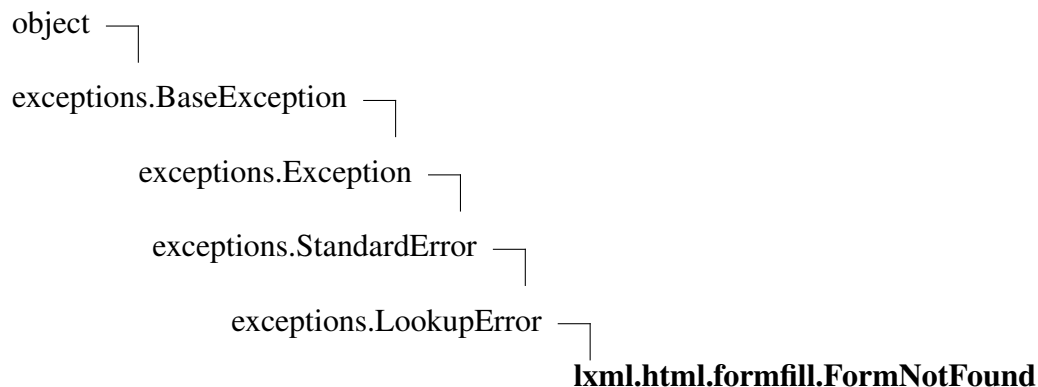 object
exceptions.BaseException
exceptions.Exception
exceptions.StandardError
exceptions.LookupError
lxml.html.formfill.FormNotFound